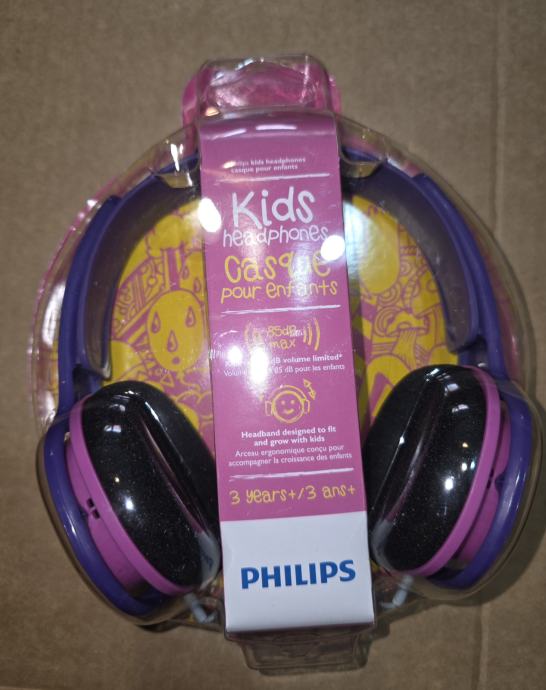 kids headphones
casque pour enfants
Kids
headphones
Casque
pour enfants
85dB
max
dB volume limited*
85 dB pour les enfants
Headband designed to fit
and grow with kids
Arceau ergonomique conçu pour
accompagner la croissance des enfants
3 years+/3 ans+
PHILIPS